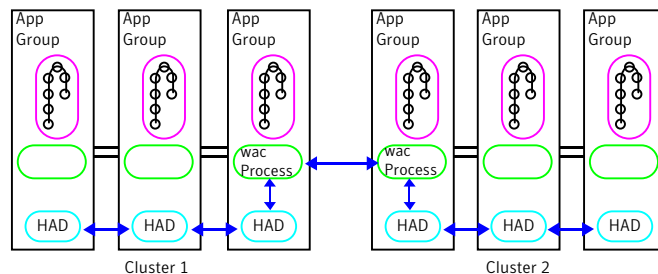 App
Group
App
Group
App
Group
App
Group
App
Group
App
Group
wac
Process
wac
Process
HAD
HAD
HAD
HAD
HAD
HAD
Cluster 1
Cluster 2